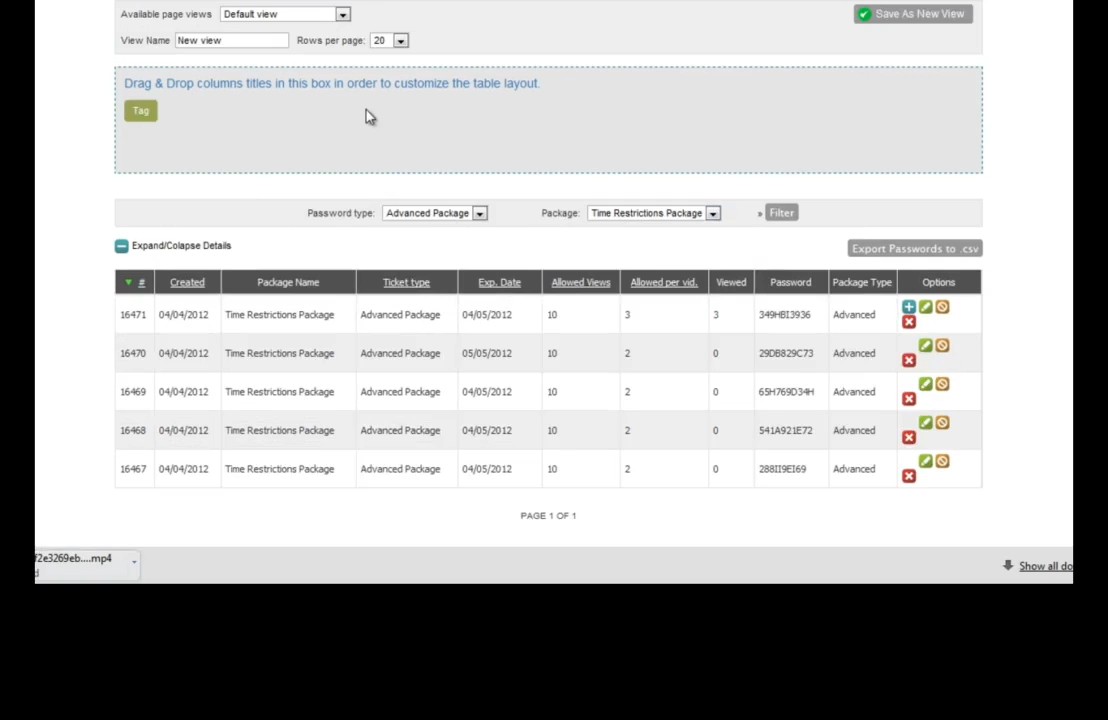 Available page views Default view Save As New View
View Name New view Rows per page: 20
Drag & Drop columns titles in this box in order to customize the table layout.
Tag
Password type: Advanced Package Package: Time Restrictions Package » Filter
Expand/Colapse Details Export Passwords to .csv
# Created Package Name Ticket type Exp. Date Allowed Views Allowed per vid. Viewed Password Package Type Options
16471 04/04/2012 Time Restrictions Package Advanced Package 04/05/2012 10 3 3 349HBI3936 Advanced
16470 04/04/2012 Time Restrictions Package Advanced Package 05/05/2012 10 2 0 29DB829C73 Advanced
16469 04/04/2012 Time Restrictions Package Advanced Package 04/05/2012 10 2 0 65H769D34H Advanced
16468 04/04/2012 Time Restrictions Package Advanced Package 04/05/2012 10 2 0 541A921E72 Advanced
16467 04/04/2012 Time Restrictions Package Advanced Package 04/05/2012 10 2 0 288II9EI69 Advanced
PAGE 1 OF 1
f2e3269eb....mp4
d
Show all do